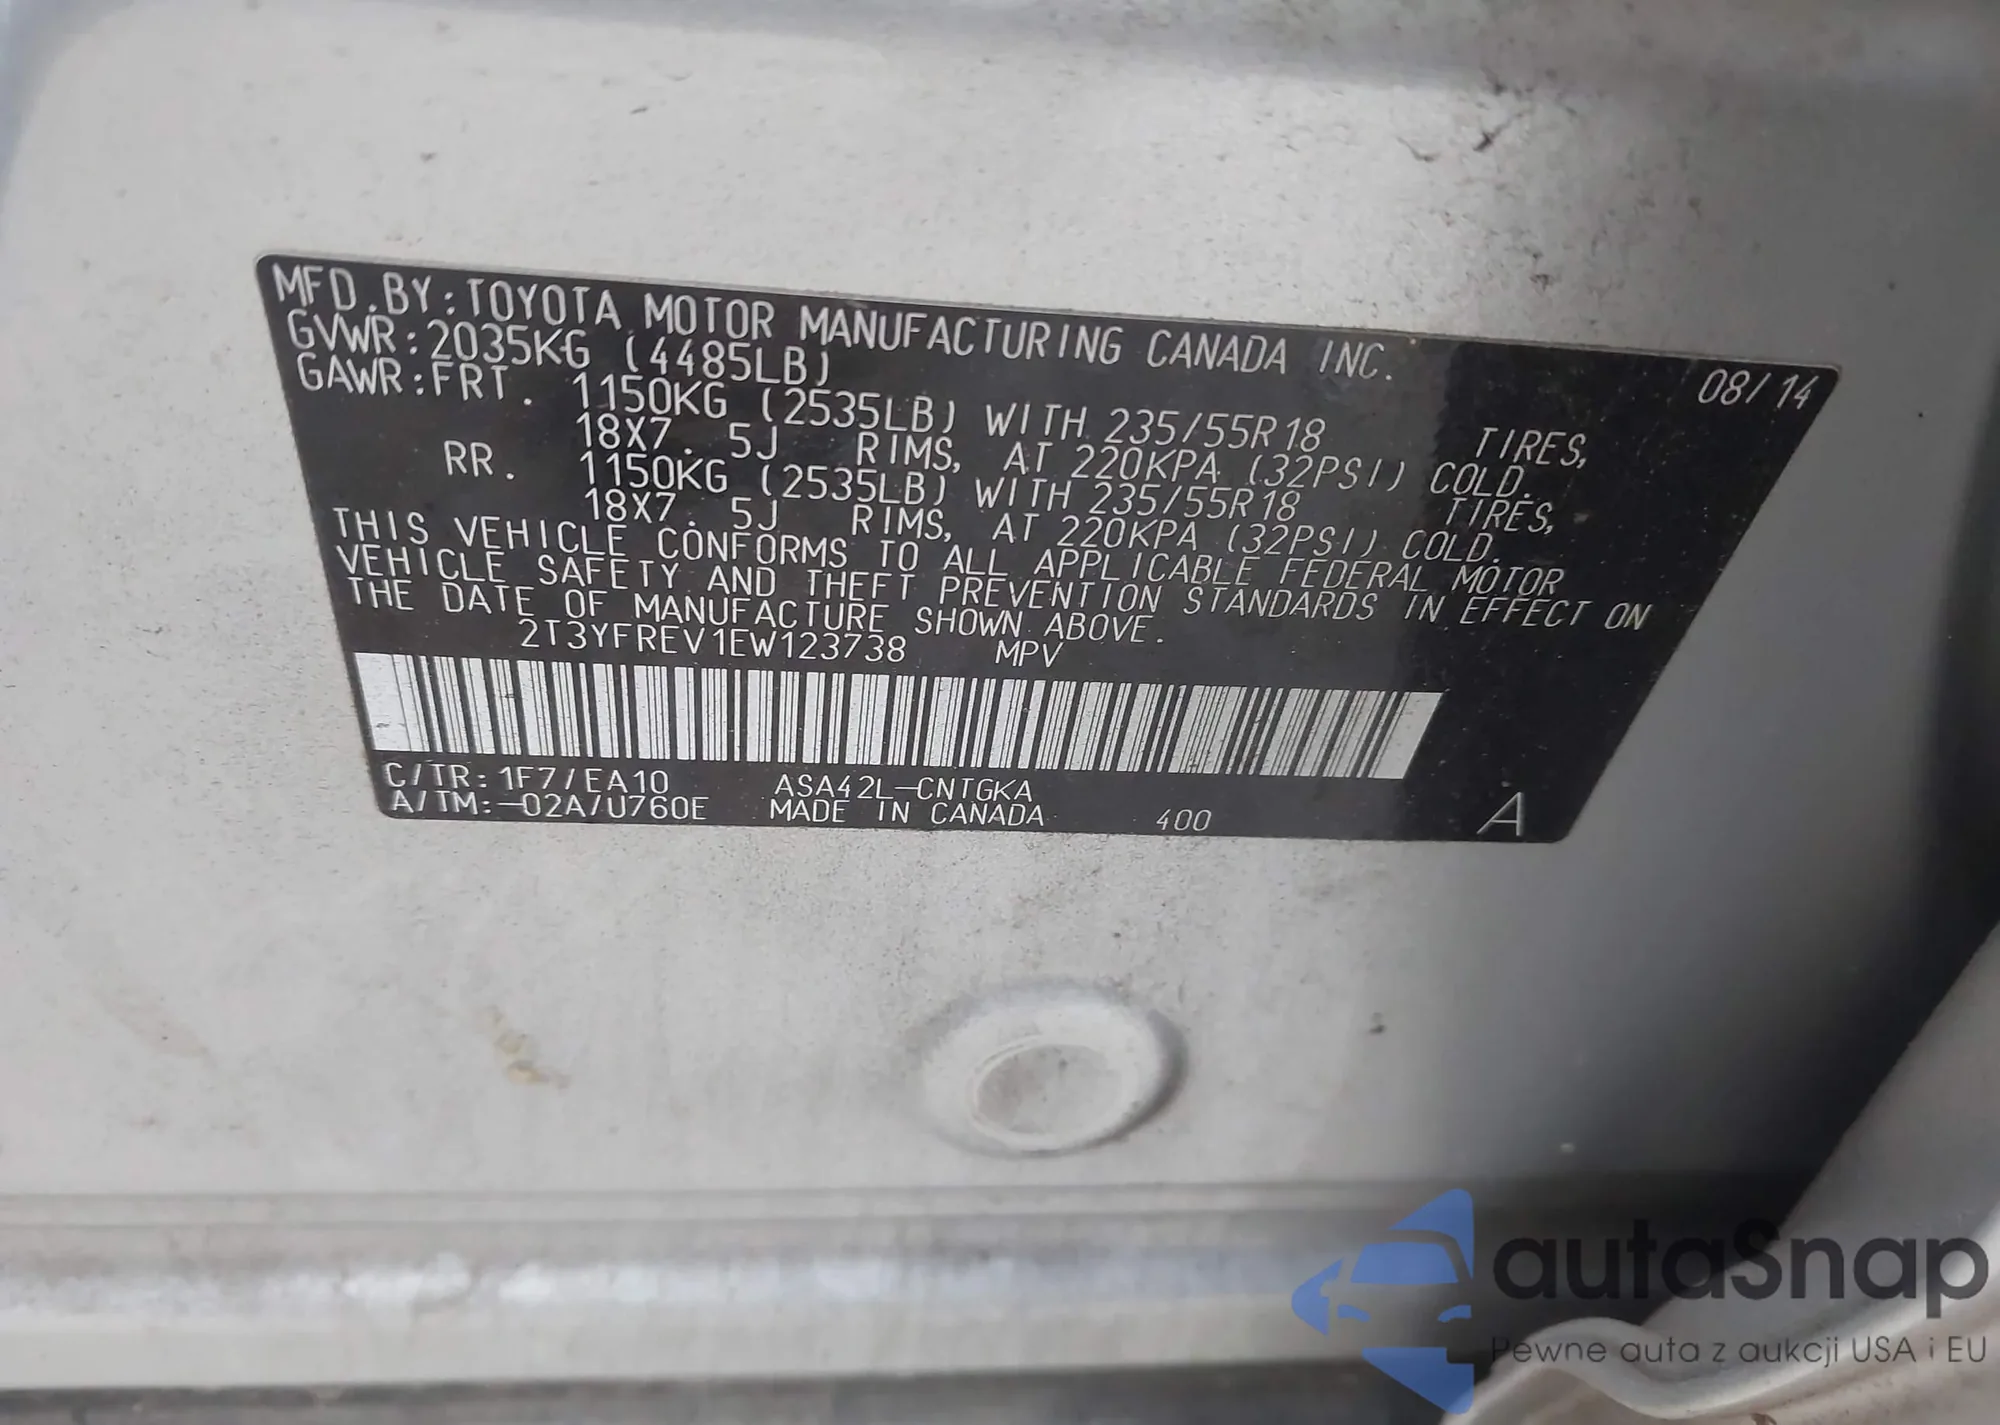 MFD.BY:TOYOTA MOTOR MANUFACTURING CANADA INC. 08/14
GVWR:2035KG (4485LB)
GAWR:FRT. 1150KG (2535LB) WITH 235/55R18 TIRES,
18X7.5J RIMS, AT 220KPA (32PSI) COLD.
RR. 1150KG (2535LB) WITH 235/55R18 TIRES,
18X7.5J RIMS, AT 220KPA (32PSI) COLD.
THIS VEHICLE CONFORMS TO ALL APPLICABLE FEDERAL MOTOR
VEHICLE SAFETY AND THEFT PREVENTION STANDARDS IN EFFECT ON
THE DATE OF MANUFACTURE SHOWN ABOVE.
2T3YFREV1EW123738 MPV
C/TR:1F7/EA10 ASA42L-CNTGKA
A/TM:-02A/U760E MADE IN CANADA 400 A
autaSnap
Pewne auta z aukcji USA i EU